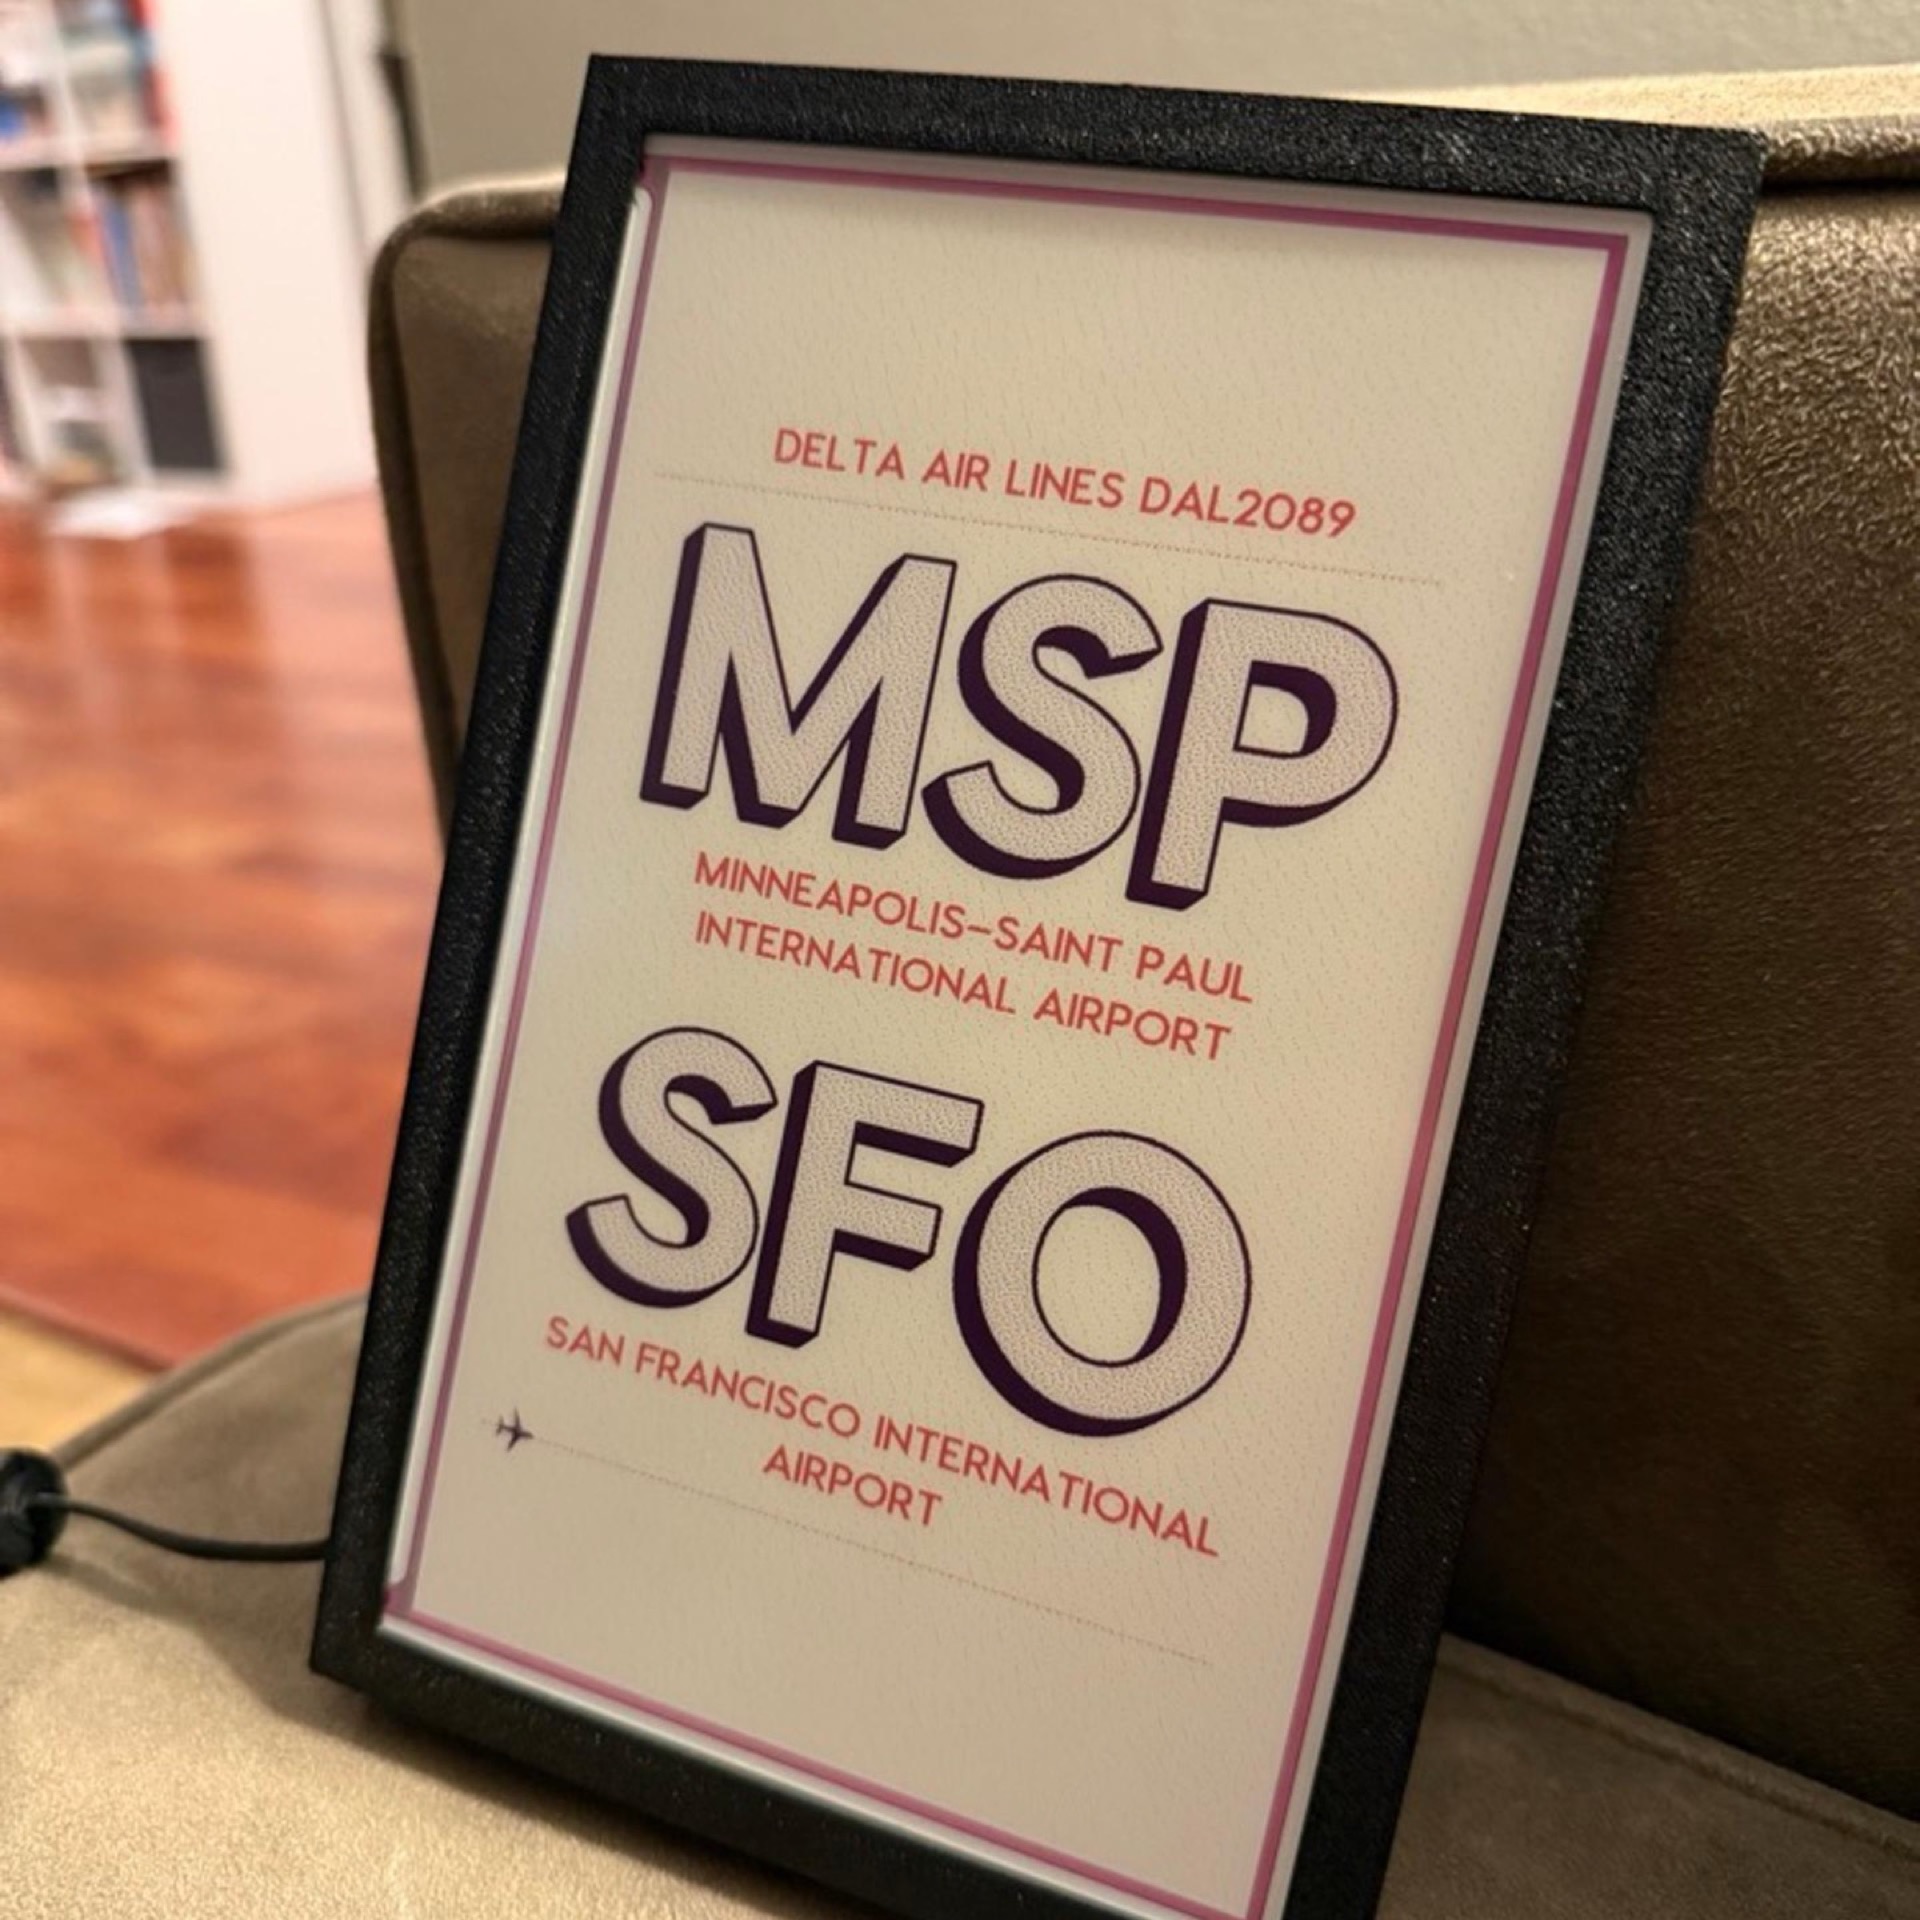 DELTA AIR LINES DAL2089
MSP
MINNEAPOLIS–SAINT PAUL
INTERNATIONAL AIRPORT
SFO
SAN FRANCISCO INTERNATIONAL
AIRPORT